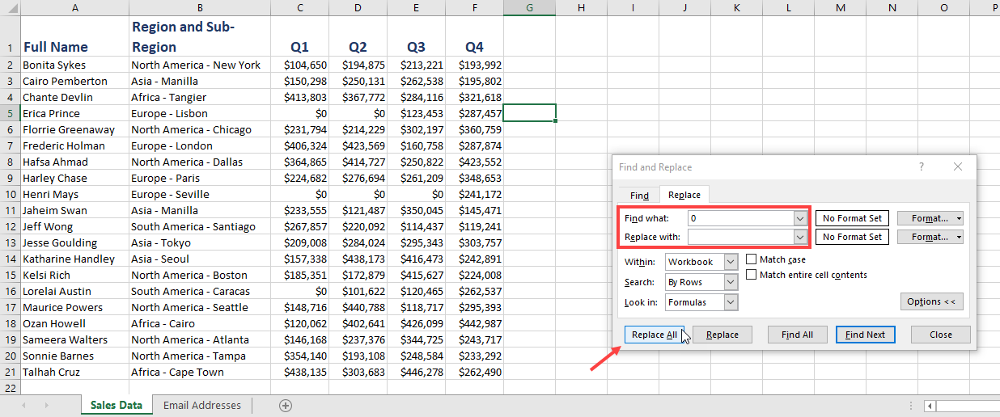 A B C D E F G H I J K L M N O P
Region and Sub-
1 Full Name Region Q1 Q2 Q3 Q4
2 Bonita Sykes North America - New York $104,650 $194,875 $213,221 $193,992
3 Cairo Pemberton Asia - Manilla $150,298 $250,131 $262,538 $195,802
4 Chante Devlin Africa - Tangier $413,803 $367,772 $284,116 $321,618
5 Erica Prince Europe - Lisbon $0 $0 $123,453 $287,457
6 Florrie Greenaway North America - Chicago $231,794 $214,229 $302,197 $360,759
7 Frederic Holman Europe - London $406,324 $423,569 $160,758 $287,874
8 Hafsa Ahmad North America - Dallas $364,865 $414,727 $250,822 $423,552
9 Harley Chase Europe - Paris $224,682 $276,694 $261,209 $348,653
10 Henri Mays Europe - Seville $0 $0 $0 $241,172
11 Jaheim Swan Asia - Manilla $233,555 $121,487 $350,045 $145,471
12 Jeff Wong South America - Santiago $267,857 $220,092 $114,437 $119,241
13 Jesse Goulding Asia - Tokyo $209,008 $284,024 $295,343 $303,757
14 Katharine Handley Asia - Seoul $157,338 $438,173 $416,473 $242,891
15 Kelsi Rich North America - Boston $185,351 $172,879 $415,627 $224,008
16 Lorelai Austin South America - Caracas $0 $101,622 $120,465 $262,537
17 Maurice Powers North America - Seattle $148,716 $440,788 $118,717 $295,393
18 Ozan Howell Africa - Cairo $120,062 $402,641 $426,099 $442,987
19 Sameera Walters North America - Atlanta $146,168 $237,376 $344,725 $243,717
20 Sonnie Barnes North America - Tampa $354,140 $193,108 $248,584 $233,292
21 Talhah Cruz Africa - Cape Town $438,135 $303,683 $446,278 $262,490
22
Sales Data Email Addresses
Find and Replace ?
Find Replace
Find what: 0 No Format Set Format...
Replace with: No Format Set Format...
Within: Workbook Match case
Search: By Rows Match entire cell contents
Look in: Formulas Options <<
Replace All Replace Find All Find Next Close